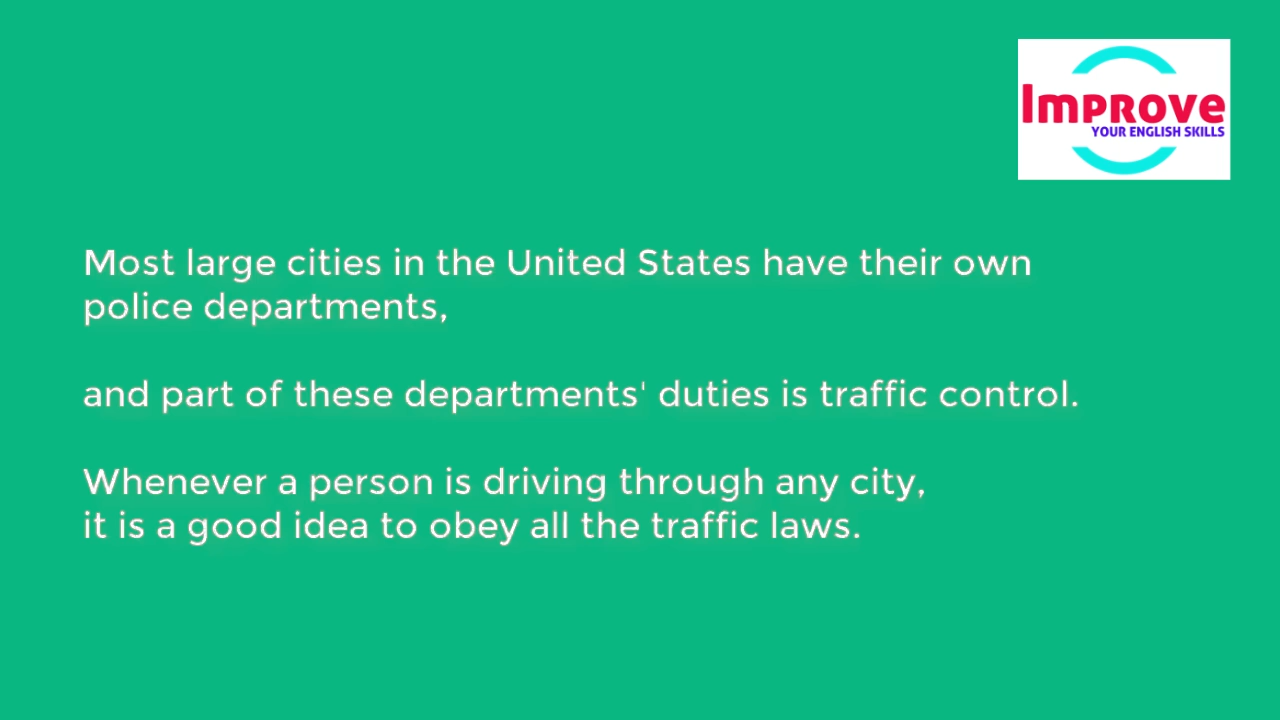 Improve
YOUR ENGLISH SKILLS
Most large cities in the United States have their own
police departments,
and part of these departments' duties is traffic control.
Whenever a person is driving through any city,
it is a good idea to obey all the traffic laws.